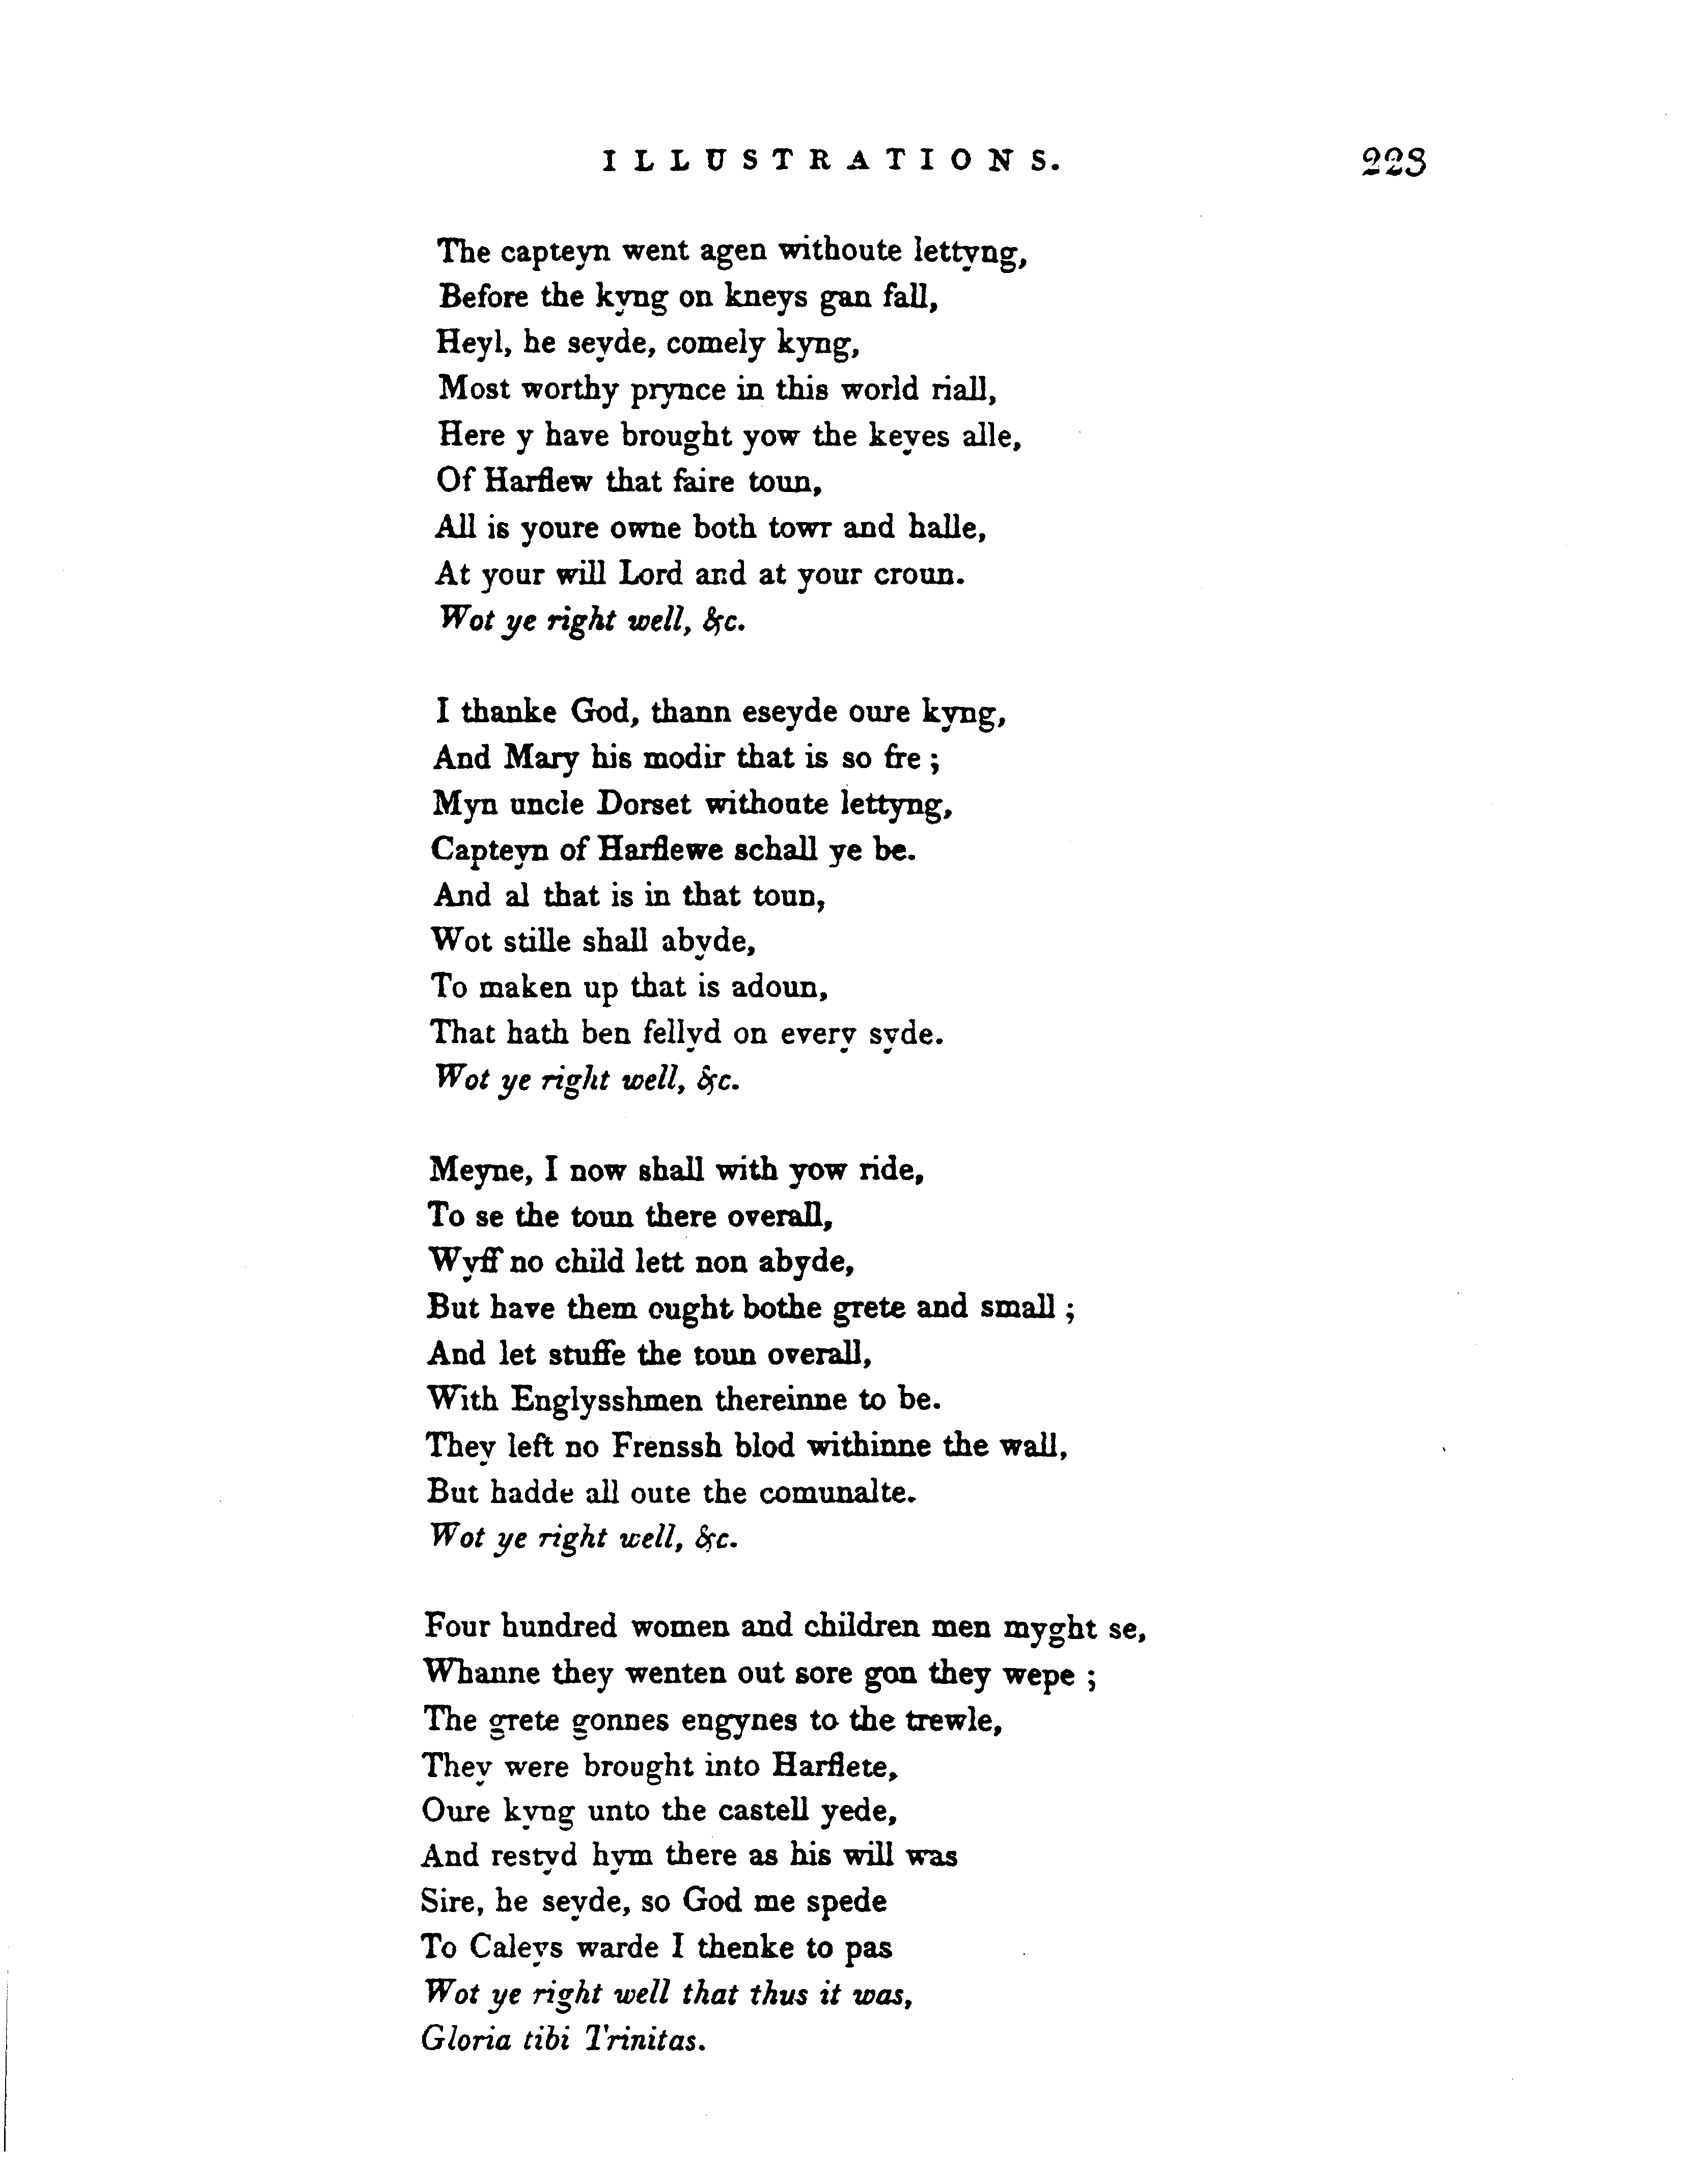 ILLUSTRATIONS. 223
The capteyn went agen withoute lettyng,
Before the kyng on kneys gan fall,
Heyl, he seyde, comely kyng,
Most worthy prynce in this world riall,
Here y have brought yow the keyes alle,
Of Harflew that faire toun,
All is youre owne both towr and halle,
At your will Lord and at your croun.
Wot ye right well, &c.
I thanke God, thann eseyde oure kyng,
And Mary his modir that is so fre ;
Myn uncle Dorset withoute lettyng,
Capteyn of Harflewe schall ye be.
And al that is in that toun,
Wot stille shall abyde,
To maken up that is adoun,
That hath ben fellyd on every syde.
Wot ye right well, &c.
Meyne, I now shall with yow ride,
To se the toun there overall,
Wyff no child lett non abyde,
But have them ought bothe grete and small ;
And let stuffe the toun overall,
With Englysshmen thereinne to be.
They left no Frenssh blod withinne the wall,
But hadde all oute the comunalte.
Wot ye right well, &c.
Four hundred women and children men myght se,
Whanne they wenten out sore gon they wepe ;
The grete gonnes engynes to the trewle,
They were brought into Harflete,
Oure kyng unto the castell yede,
And restyd hym there as his will was
Sire, he seyde, so God me spede
To Caleys warde I thenke to pas
Wot ye right well that thus it was,
Gloria tibi Trinitas.